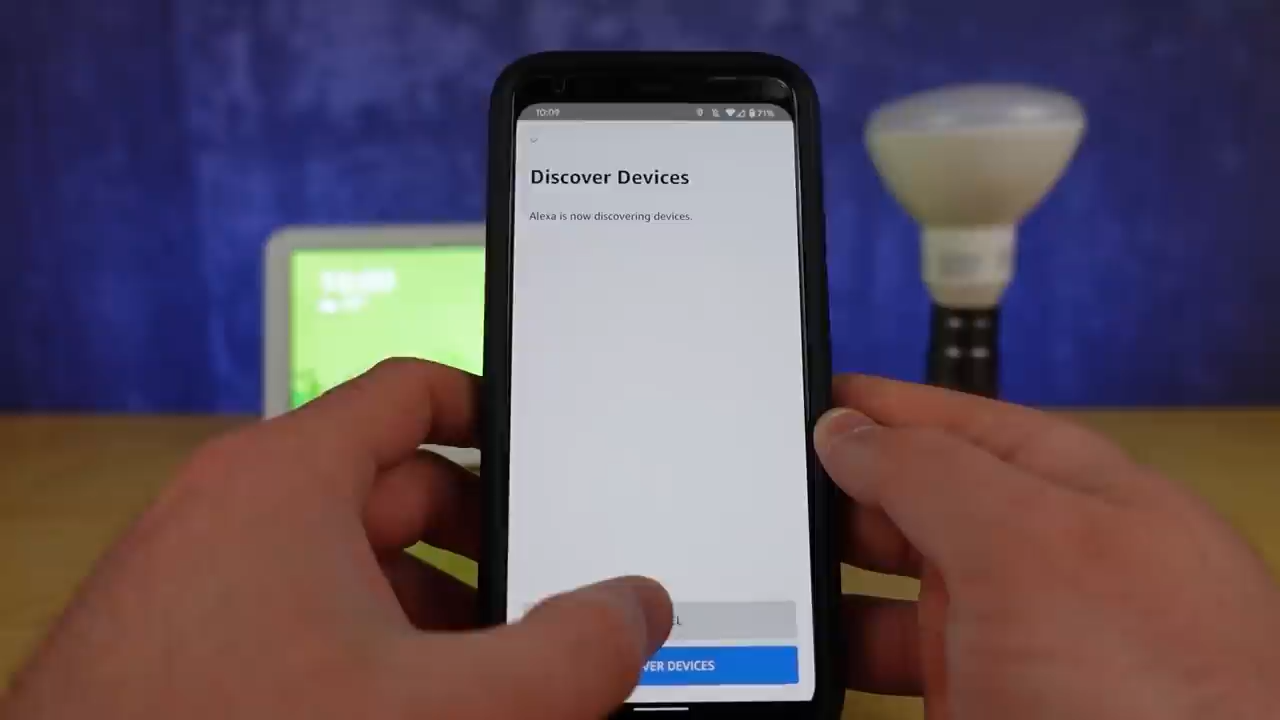 10:09
71%
Discover Devices
Alexa is now discovering devices.
VER DEVICES